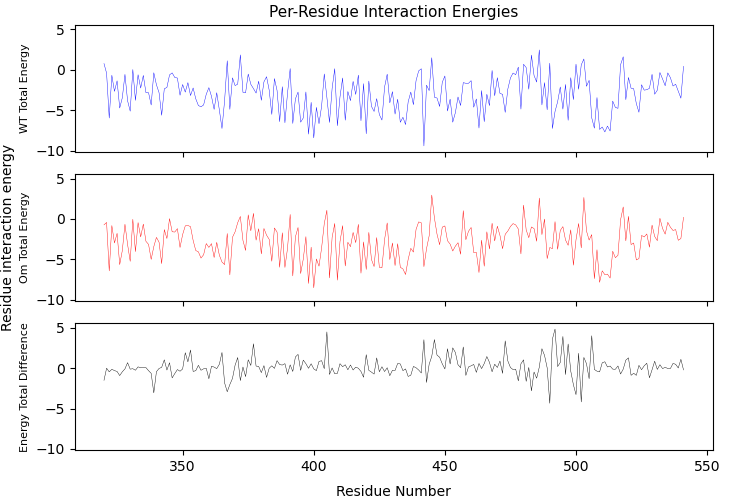 Per-Residue Interaction Energies
Residue interaction energy
WT Total Energy
5
0
−5
−10
Om Total Energy
5
0
−5
−10
Energy Total Difference
5
0
−5
−10
350
400
450
500
550
Residue Number